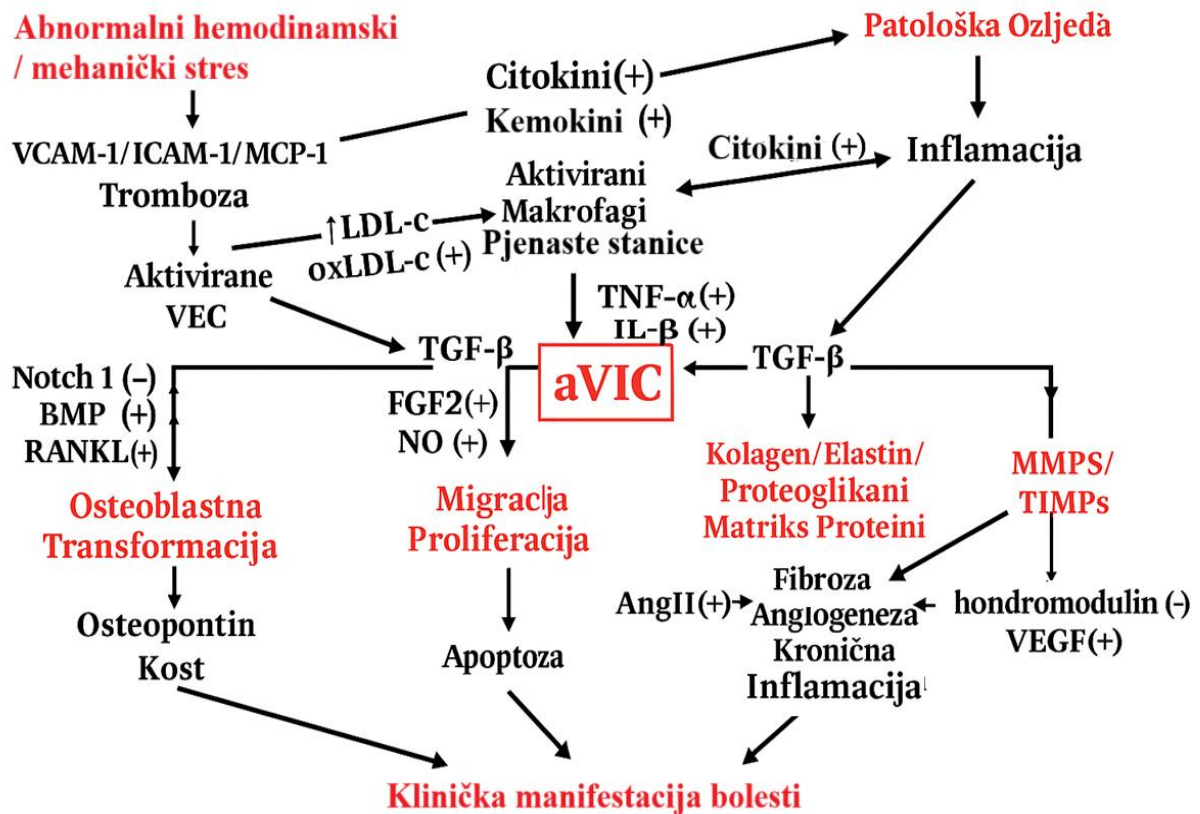 Abnormalni hemodinamski
/ mehanički stres
Patološka Ozljeda
Citokini (+)
Kemokini (+)
VCAM-1/ICAM-1/MCP-1
Tromboza
Citokini (+)
Inflamacija
Aktivirani
Makrofagi
Pjenaste stanice
↑LDL-c
oxLDL-c (+)
Aktivirane
VEC
TNF-α(+)
IL-β (+)
TGF-β
aVIC
TGF-β
Notch 1 (–)
BMP (+)
RANKL(+)
FGF2(+)
NO (+)
Osteoblastna
Transformacija
Migracija
Proliferacija
Kolagen/Elastin/
Proteoglikani
Matriks Proteini
MMPS/
TIMPs
Osteopontin
Kost
Apoptoza
AngII(+)
Fibroza
Angiogeneza
Kronična
Inflamacija
hondromodulin (-)
VEGF(+)
Klinička manifestacija bolesti